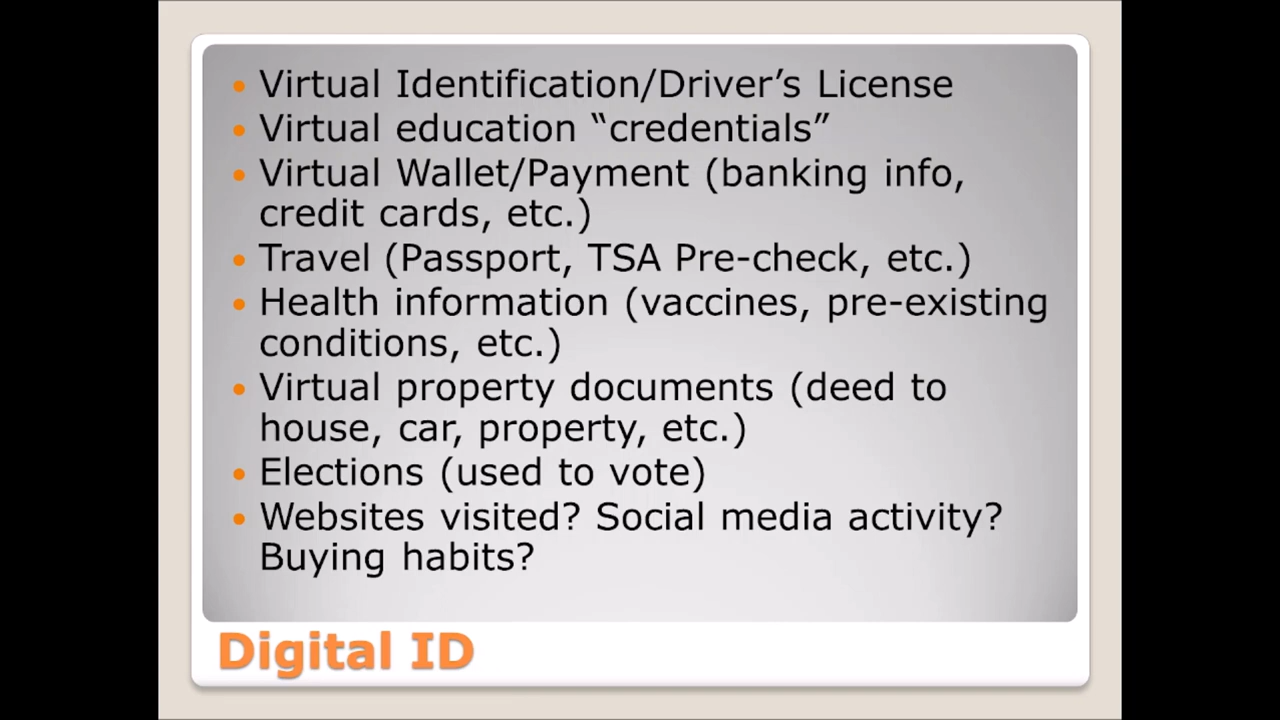 • Virtual Identification/Driver’s License
• Virtual education “credentials”
• Virtual Wallet/Payment (banking info,
credit cards, etc.)
• Travel (Passport, TSA Pre-check, etc.)
• Health information (vaccines, pre-existing
conditions, etc.)
• Virtual property documents (deed to
house, car, property, etc.)
• Elections (used to vote)
• Websites visited? Social media activity?
Buying habits?
Digital ID